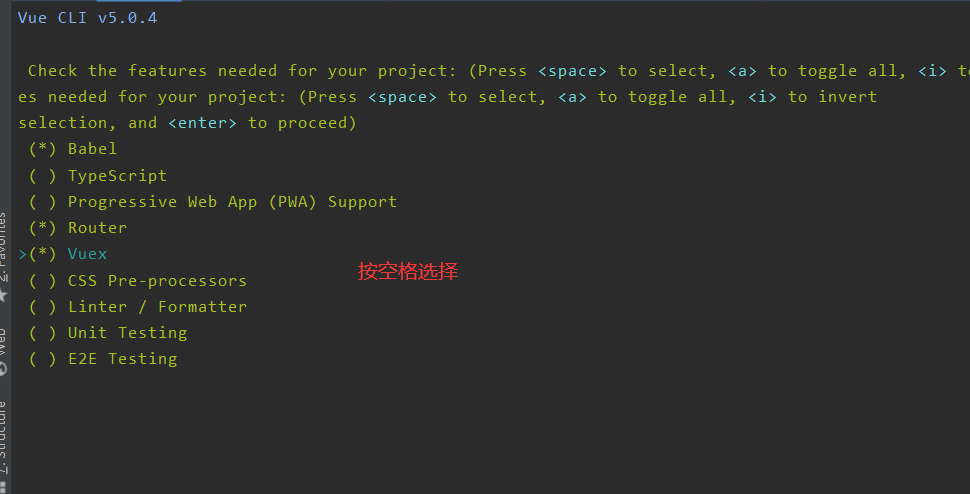 Vue CLI v5.0.4
Check the features needed for your project: (Press <space> to select, <a> to toggle all, <i> t
es needed for your project: (Press <space> to select, <a> to toggle all, <i> to invert
selection, and <enter> to proceed)
(*) Babel
( ) TypeScript
( ) Progressive Web App (PWA) Support
(*) Router
>(*) Vuex
按空格选择
( ) CSS Pre-processors
( ) Linter / Formatter
( ) Unit Testing
( ) E2E Testing
2: Favorites
Web
7: Structure